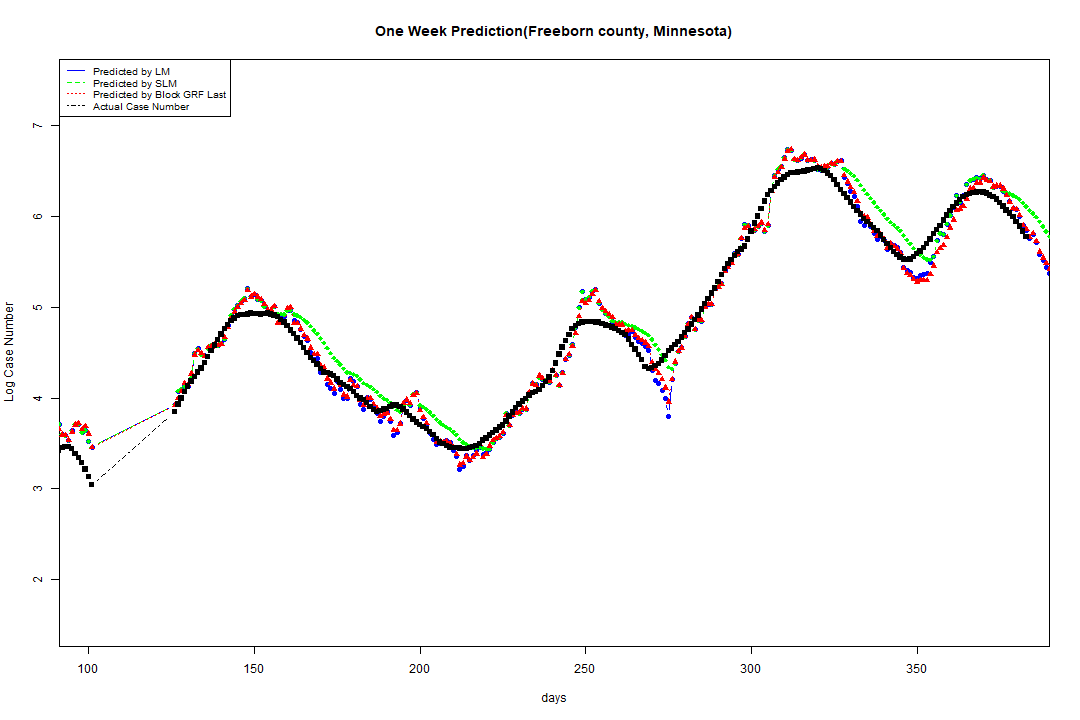 One Week Prediction(Freeborn county, Minnesota)
Predicted by LM
Predicted by SLM
Predicted by Block GRF Last
Actual Case Number
7
6
5
4
3
2
Log Case Number
100 150 200 250 300 350
days